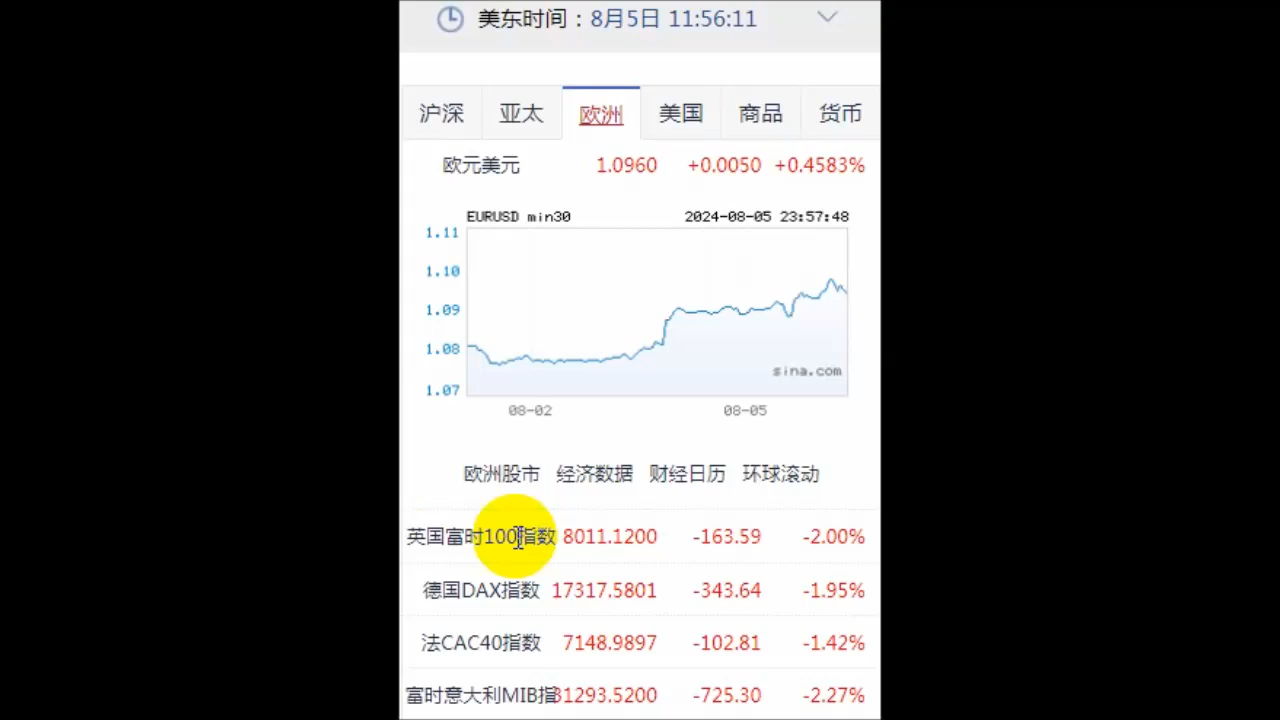 美东时间：8月5日 11:56:11
沪深 亚太 欧洲 美国 商品 货币
欧元美元 1.0960 +0.0050 +0.4583%
EURUSD min30 2024-08-05 23:57:48
1.11
1.10
1.09
1.08
1.07
sina.com
08-02 08-05
欧洲股市 经济数据 财经日历 环球滚动
英国富时100指数 8011.1200 -163.59 -2.00%
德国DAX指数 17317.5801 -343.64 -1.95%
法CAC40指数 7148.9897 -102.81 -1.42%
富时意大利MIB指 31293.5200 -725.30 -2.27%